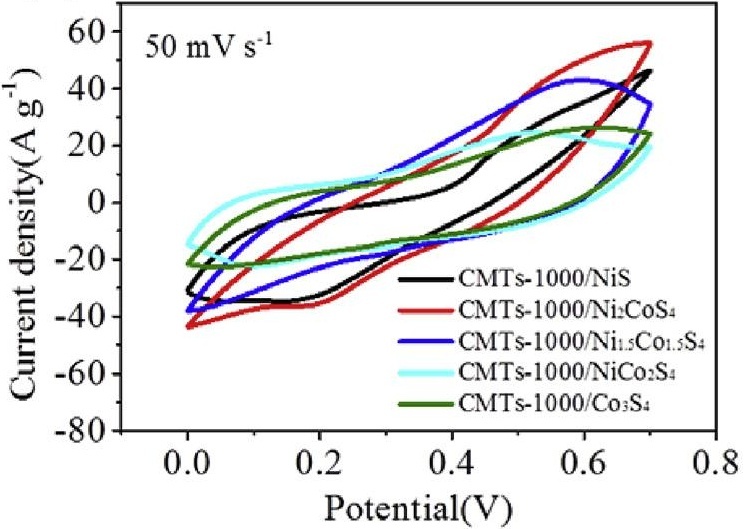 50 mV s⁻¹
Current density(A g⁻¹)
60
40
20
0
-20
-40
-60
-80
CMTs-1000/NiS
CMTs-1000/Ni₂CoS₄
CMTs-1000/Ni₁.₅Co₁.₅S₄
CMTs-1000/NiCo₂S₄
CMTs-1000/Co₃S₄
0.0 0.2 0.4 0.6 0.8
Potential(V)